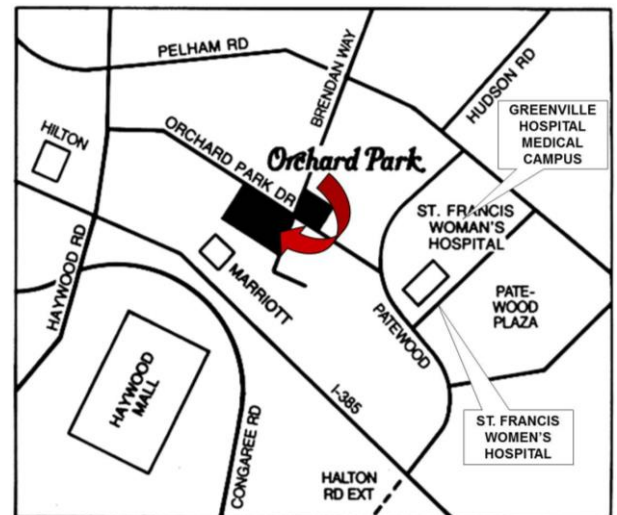 PELHAM RD
BRENDAN WAY
HUDSON RD
GREENVILLE
HOSPITAL
MEDICAL
CAMPUS
HILTON
ORCHARD PARK DR
Orchard Park
ST. FRANCIS
WOMAN'S
HOSPITAL
HAYWOOD RD
MARRIOTT
PATE-
WOOD
PLAZA
PATEWOOD
HAYWOOD
MALL
I-385
ST. FRANCIS
WOMEN'S
HOSPITAL
CONGAREE RD
HALTON
RD EXT